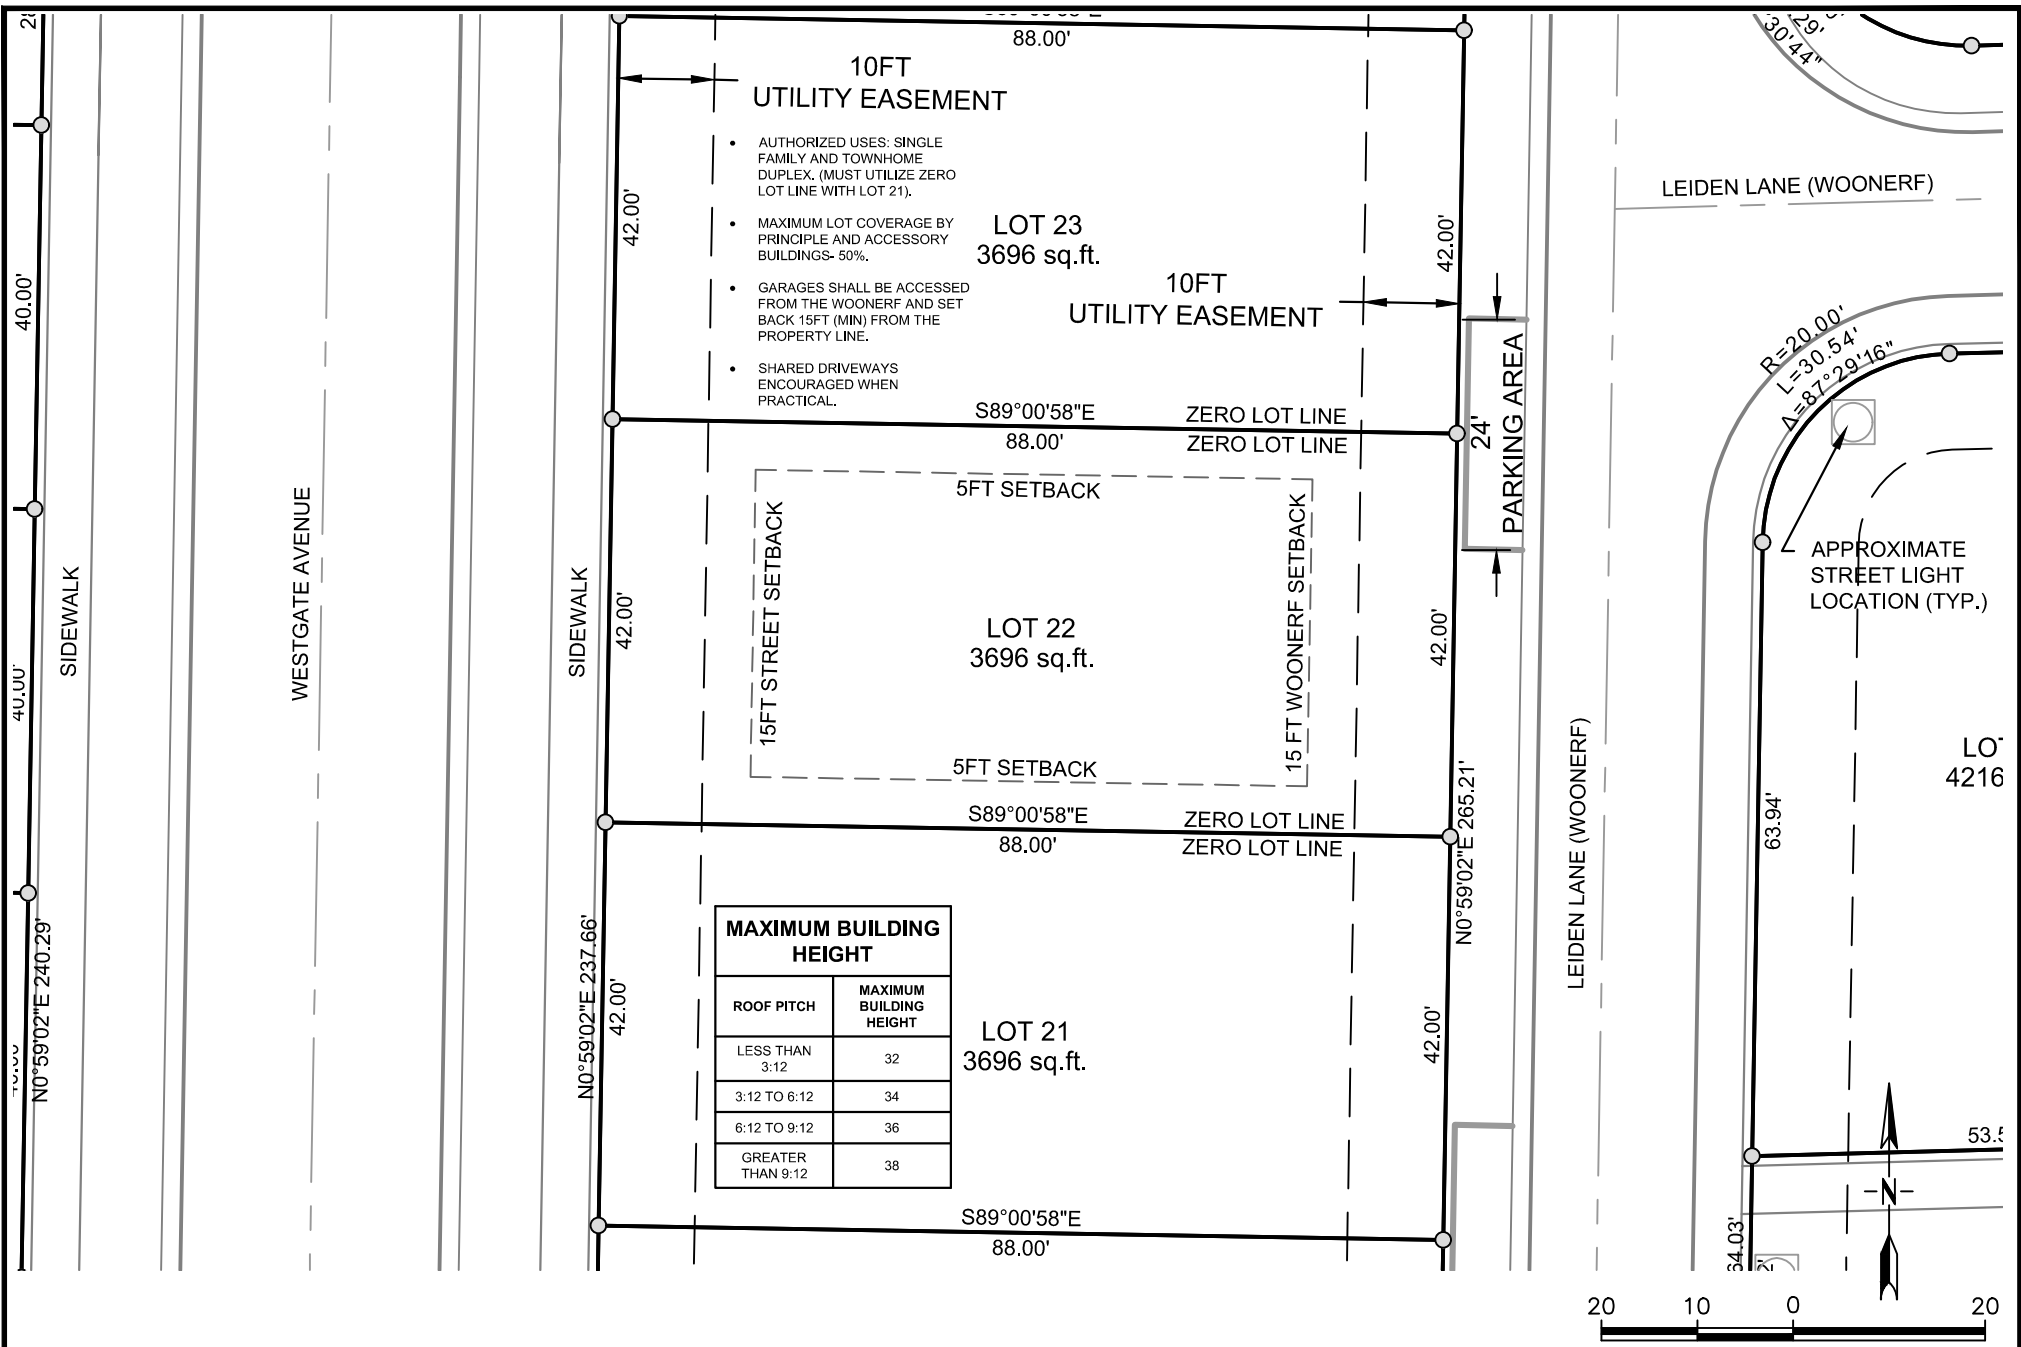 88.00'
10FT
UTILITY EASEMENT
AUTHORIZED USES: SINGLE
FAMILY AND TOWNHOME
DUPLEX. (MUST UTILIZE ZERO
LOT LINE WITH LOT 21).
MAXIMUM LOT COVERAGE BY
PRINCIPLE AND ACCESSORY
BUILDINGS- 50%.
GARAGES SHALL BE ACCESSED
FROM THE WOONERF AND SET
BACK 15FT (MIN) FROM THE
PROPERTY LINE.
SHARED DRIVEWAYS
ENCOURAGED WHEN
PRACTICAL.
LOT 23
3696 sq.ft.
10FT
UTILITY EASEMENT
42.00'
42.00'
40.00'
LEIDEN LANE (WOONERF)
30'44"
R=20.00'
L=30.54'
Δ=87°29'16"
24'
PARKING AREA
S89°00'58"E
88.00'
ZERO LOT LINE
ZERO LOT LINE
5FT SETBACK
15FT STREET SETBACK
15 FT WOONERF SETBACK
LOT 22
3696 sq.ft.
5FT SETBACK
42.00'
42.00'
WESTGATE AVENUE
SIDEWALK
SIDEWALK
40.00'
APPROXIMATE
STREET LIGHT
LOCATION (TYP.)
LEIDEN LANE (WOONERF)
4216
63.94'
S89°00'58"E
88.00'
ZERO LOT LINE
ZERO LOT LINE
N0°59'02"E 265.21'
N0°59'02"E 237.66'
N0°59'02"E 240.29'
42.00'
42.00'
MAXIMUM BUILDING
HEIGHT
ROOF PITCH
MAXIMUM
BUILDING
HEIGHT
LESS THAN
3:12
32
3:12 TO 6:12
34
6:12 TO 9:12
36
GREATER
THAN 9:12
38
LOT 21
3696 sq.ft.
S89°00'58"E
88.00'
64.03'
N
20 10 0 20